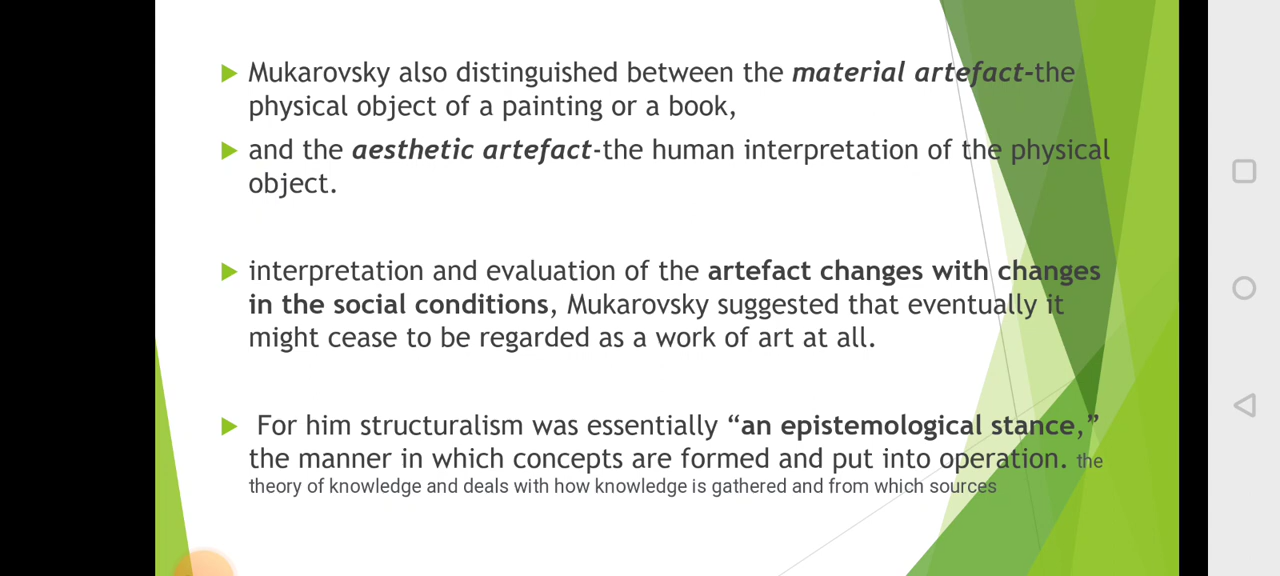 Mukarovsky also distinguished between the material artefact-the
physical object of a painting or a book,
and the aesthetic artefact-the human interpretation of the physical
object.
interpretation and evaluation of the artefact changes with changes
in the social conditions, Mukarovsky suggested that eventually it
might cease to be regarded as a work of art at all.
For him structuralism was essentially “an epistemological stance,”
the manner in which concepts are formed and put into operation. the
theory of knowledge and deals with how knowledge is gathered and from which sources